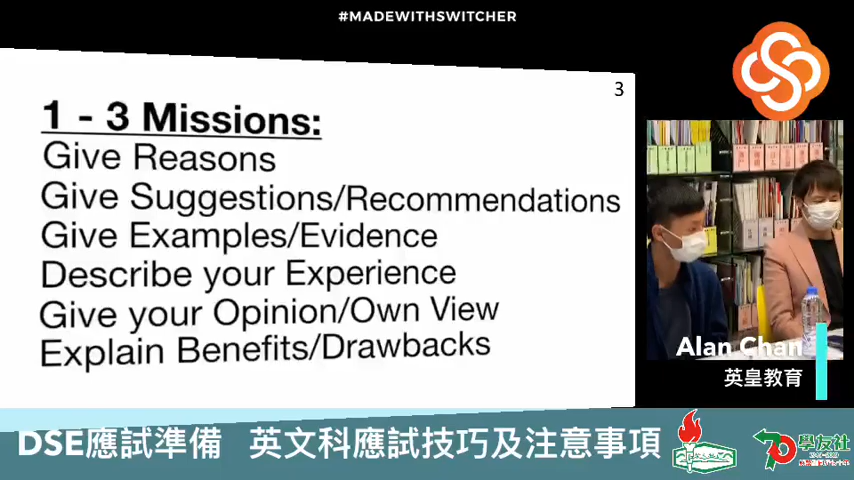 #MADEWITHSWITCHER
3
1 - 3 Missions:
Give Reasons
Give Suggestions/Recommendations
Give Examples/Evidence
Describe your Experience
Give your Opinion/Own View
Explain Benefits/Drawbacks
Alan Chan
英皇教育
DSE應試準備 英文科應試技巧及注意事項
70 學友社